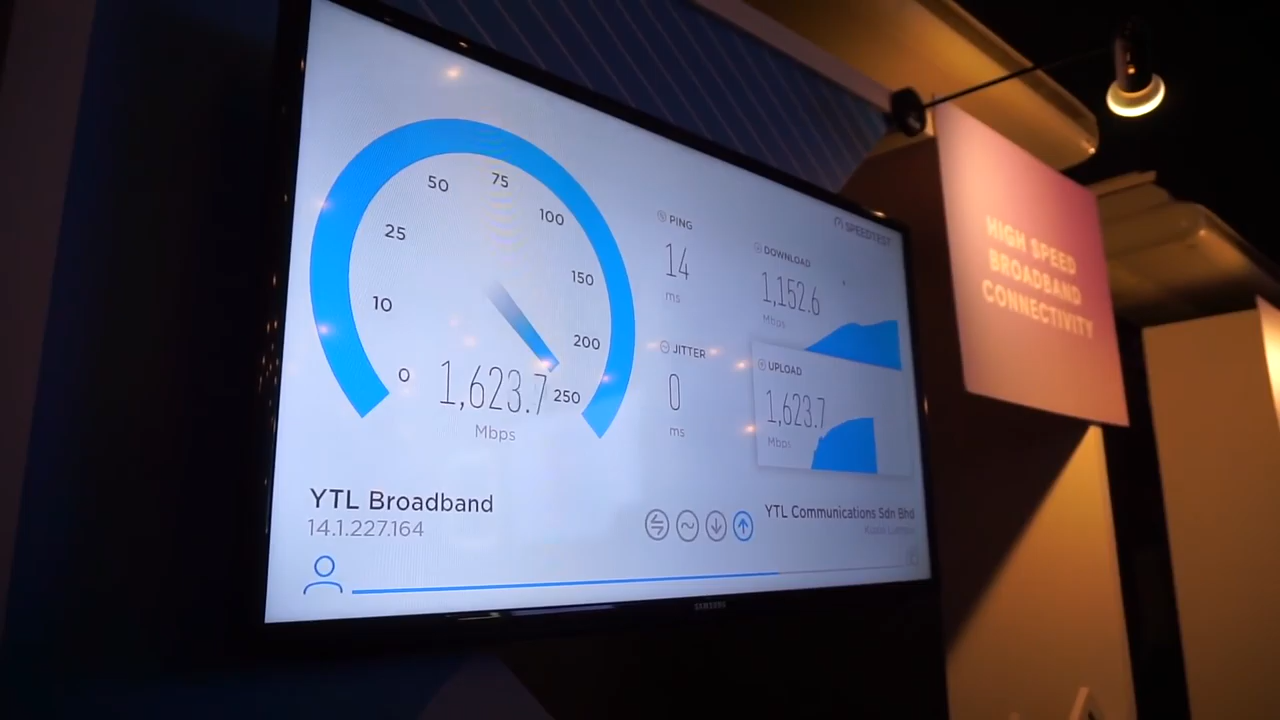 0
10
25
50
75
100
150
200
250
1,623.7
Mbps
PING
14
ms
JITTER
0
ms
SPEEDTEST
DOWNLOAD
1,152.6
Mbps
UPLOAD
1,623.7
Mbps
YTL Broadband
14.1.227.164
YTL Communications Sdn Bhd
SAMSUNG
HIGH SPEED
BROADBAND
CONNECTIVITY